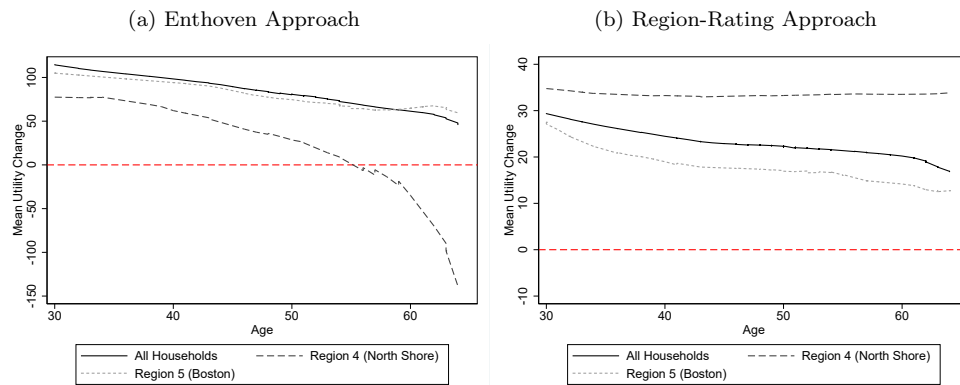 (a) Enthoven Approach
Mean Utility Change
-150 -100 -50 0 50 100
30 40 50 60
Age
All Households Region 4 (North Shore)
Region 5 (Boston)
(b) Region-Rating Approach
Mean Utility Change
-10 0 10 20 30 40
30 40 50 60
Age
All Households Region 4 (North Shore)
Region 5 (Boston)